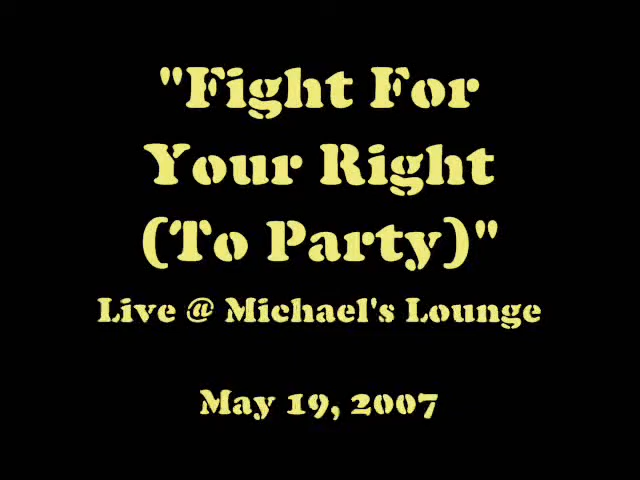 "Fight For
Your Right
(To Party)"
Live @ Michael's Lounge
May 19, 2007